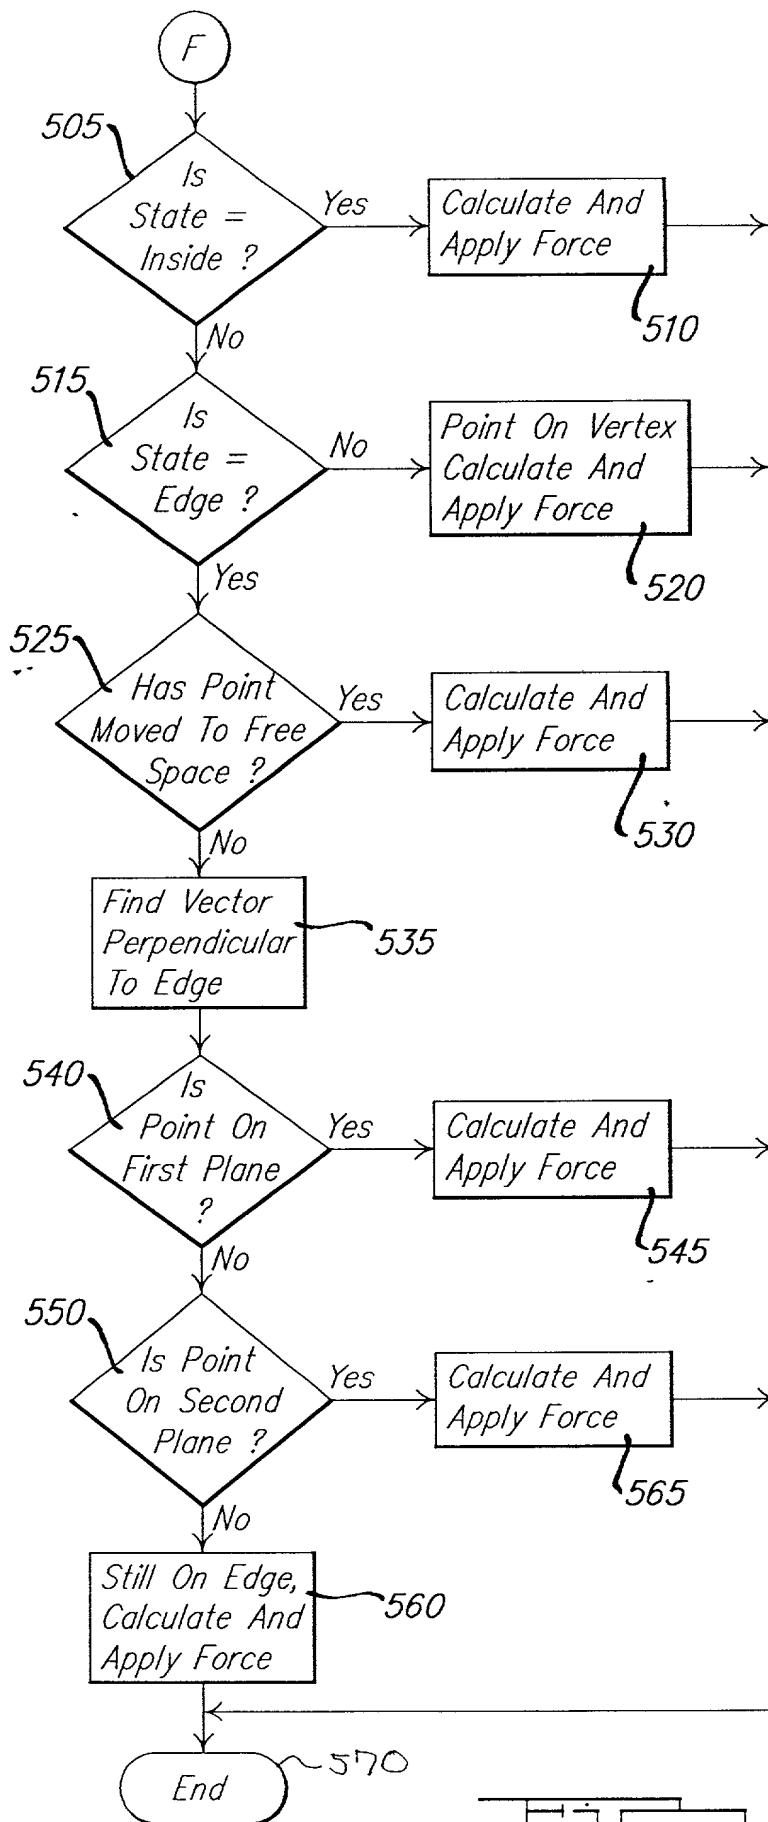 F
505
Is
State =
Inside ?
Yes
Calculate And
Apply Force
510
No
515
Is
State =
Edge ?
No
Point On Vertex
Calculate And
Apply Force
520
Yes
525
Has Point
Moved To Free
Space ?
Yes
Calculate And
Apply Force
530
No
Find Vector
Perpendicular
To Edge
535
540
Is
Point On
First Plane
?
Yes
Calculate And
Apply Force
545
No
550
Is Point
On Second
Plane ?
Yes
Calculate And
Apply Force
565
No
Still On Edge,
Calculate And
Apply Force
560
End
570